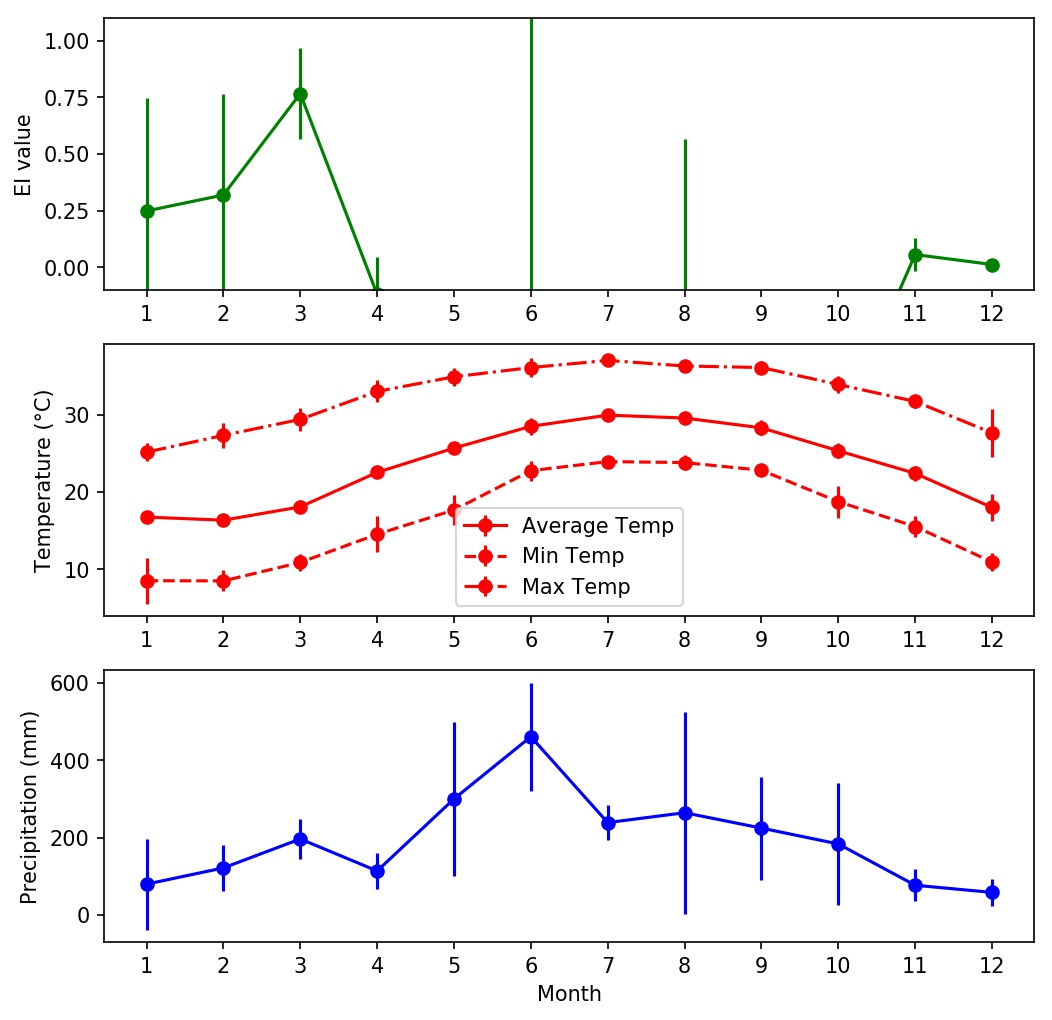 EI value
1.00
0.75
0.50
0.25
0.00
1 2 3 4 5 6 7 8 9 10 11 12
Temperature (°C)
30
20
10
Average Temp
Min Temp
Max Temp
1 2 3 4 5 6 7 8 9 10 11 12
Precipitation (mm)
600
400
200
0
1 2 3 4 5 6 7 8 9 10 11 12
Month